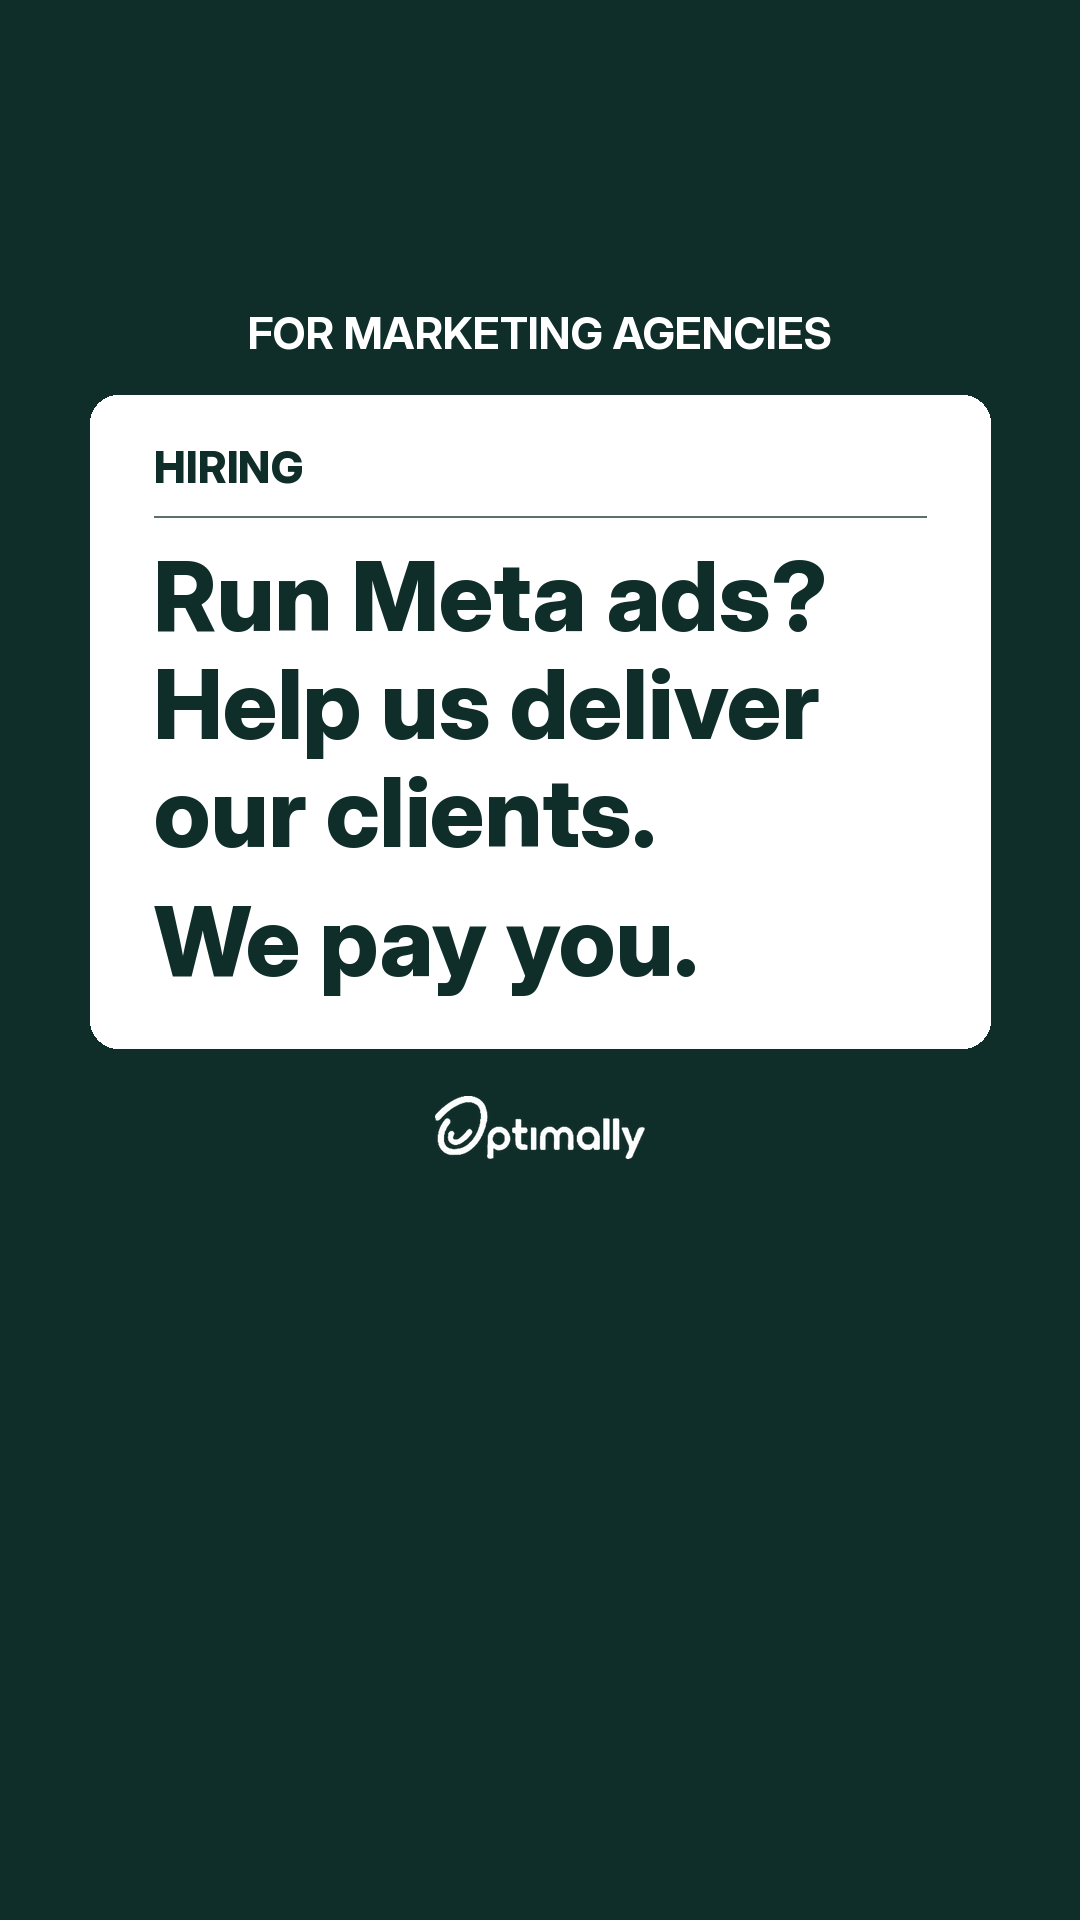 FOR MARKETING AGENCIES
HIRING
Run Meta ads?
Help us deliver
our clients.
We pay you.
Optimally